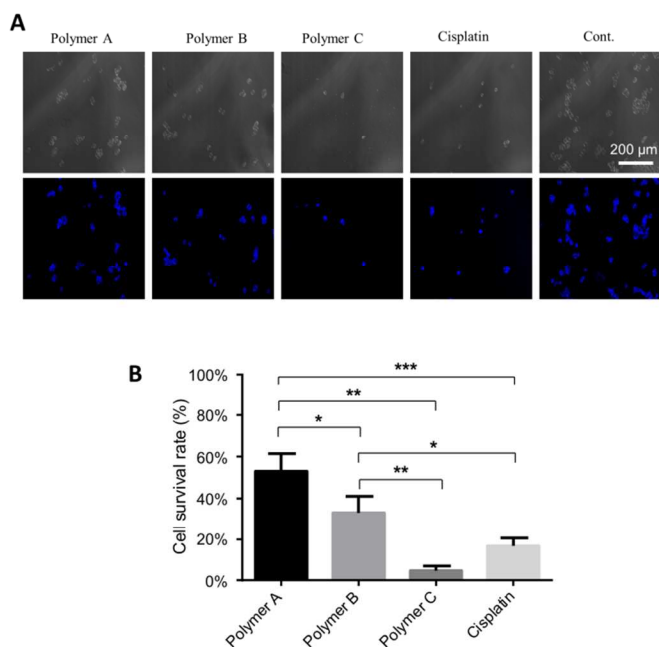 A
Polymer A Polymer B Polymer C Cisplatin Cont.
200 µm
B
Cell survival rate (%)
100%
80%
60%
40%
20%
0%
***
**
*
*
**
Polymer A
Polymer B
Polymer C
Cisplatin